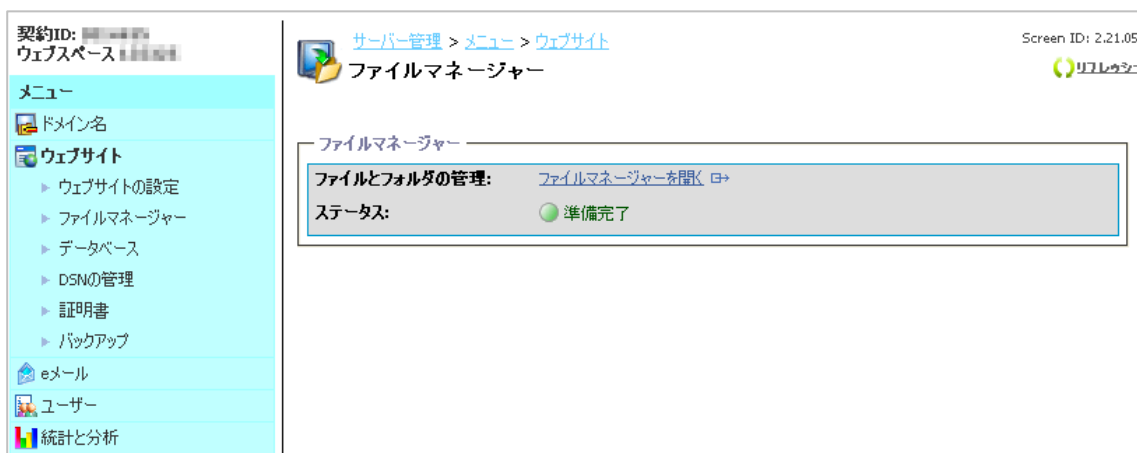 契約ID:
ウェブスペース
メニュー
ドメイン名
ウェブサイト
ウェブサイトの設定
ファイルマネージャー
データベース
DSNの管理
証明書
バックアップ
eメール
ユーザー
統計と分析
サーバー管理 > メニュー > ウェブサイト
ファイルマネージャー
Screen ID: 2.21.05
リフレッシ
ファイルマネージャー
ファイルとフォルダの管理: ファイルマネージャーを開く
ステータス: 準備完了